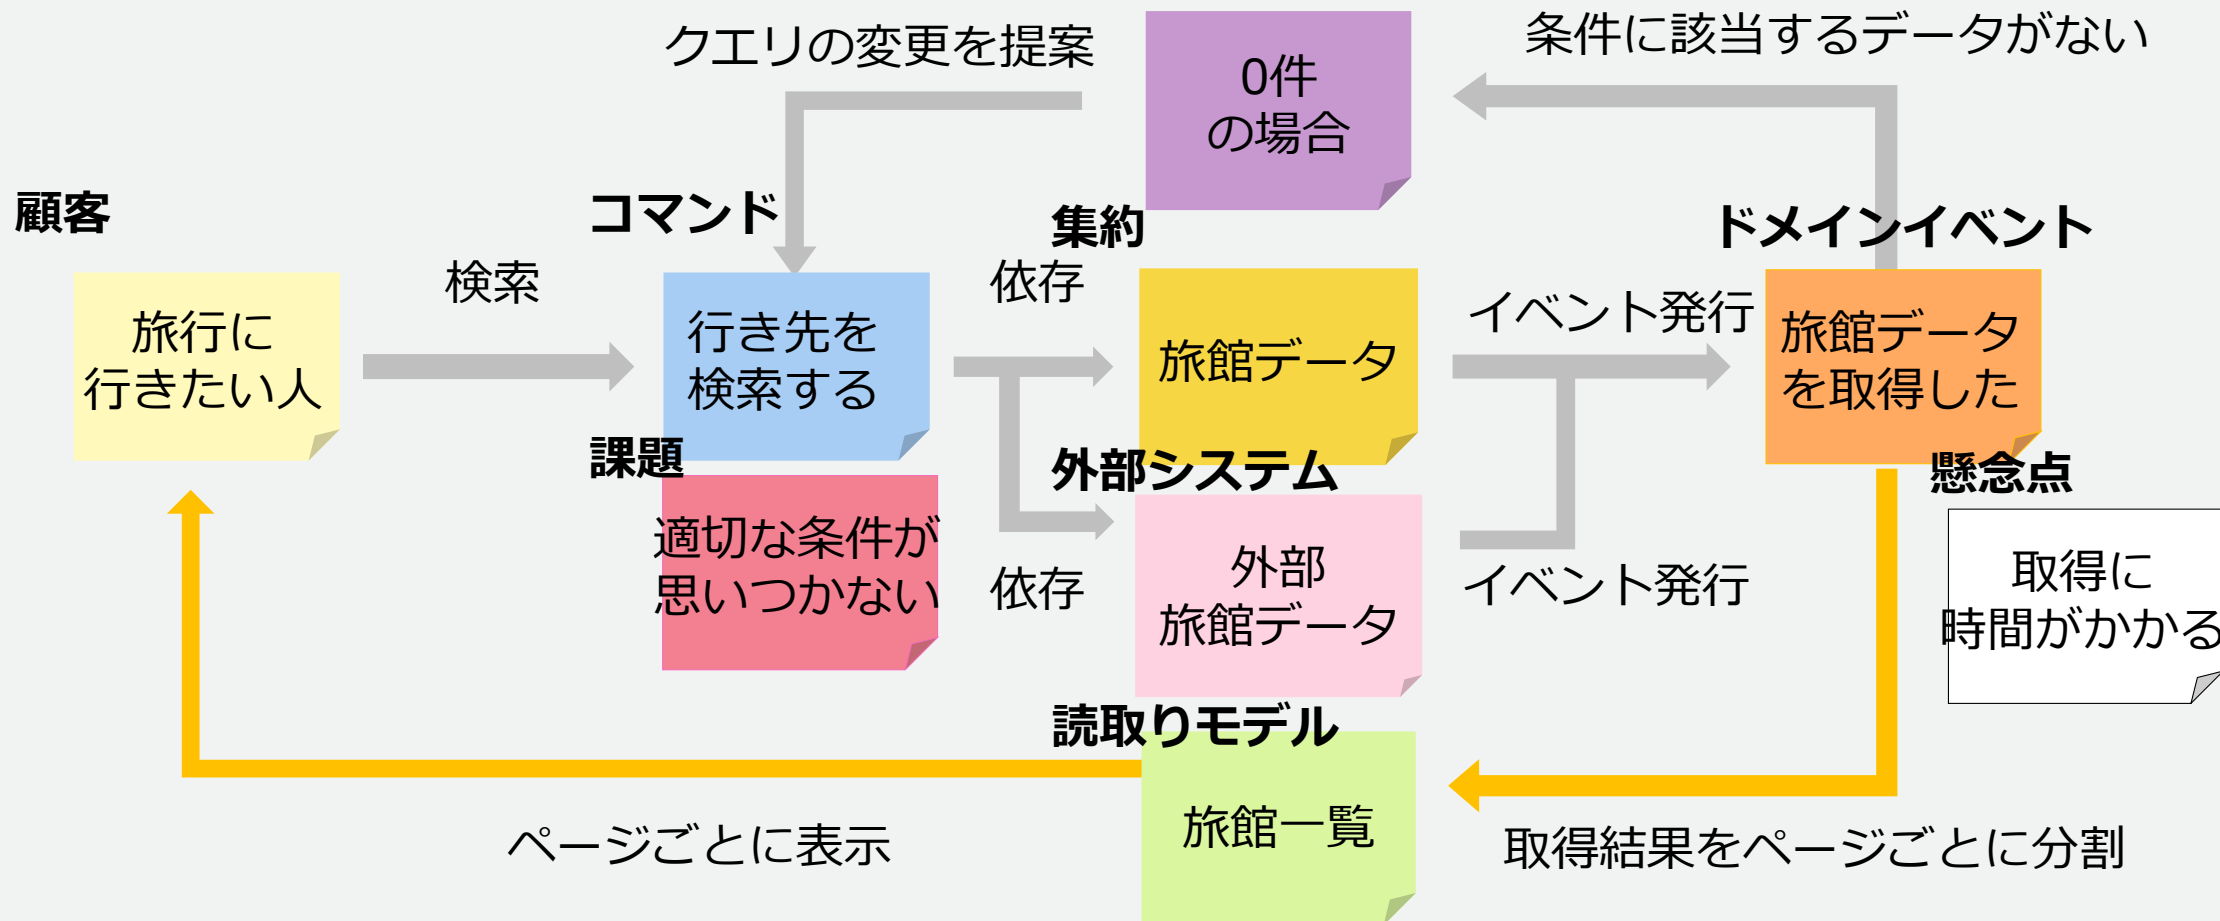 クエリの変更を提案
0件
の場合
条件に該当するデータがない
顧客
コマンド
集約
ドメインイベント
旅行に
行きたい人
検索
行き先を
検索する
依存
旅館データ
イベント発行
旅館データ
を取得した
課題
適切な条件が
思いつかない
依存
外部システム
外部
旅館データ
イベント発行
懸念点
取得に
時間がかかる
読取りモデル
旅館一覧
ページごとに表示
取得結果をページごとに分割